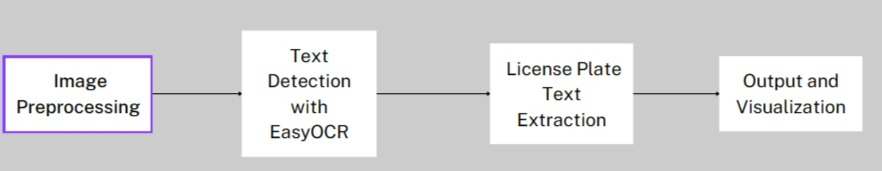 Image
Preprocessing
Text
Detection
with
EasyOCR
License Plate
Text
Extraction
Output and
Visualization